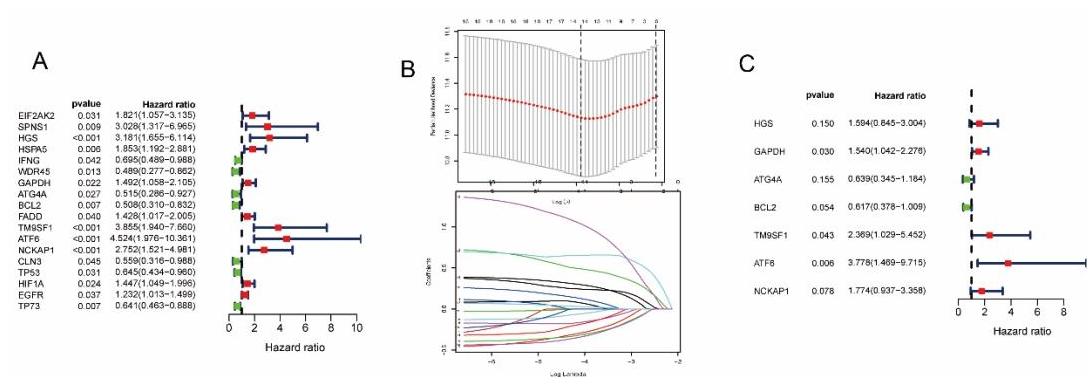 A
pvalue Hazard ratio
EIF2AK2 0.031 1.821(1.057−3.135)
SPNS1 0.009 3.028(1.317−6.965)
HGS <0.001 3.181(1.655−6.114)
HSPA5 0.006 1.853(1.192−2.881)
IFNG 0.042 0.695(0.489−0.988)
WDR45 0.013 0.489(0.277−0.862)
GAPDH 0.022 1.492(1.058−2.105)
ATG4A 0.027 0.515(0.286−0.927)
BCL2 0.007 0.508(0.310−0.832)
FADD 0.040 1.428(1.017−2.005)
TM9SF1 <0.001 3.855(1.940−7.660)
ATF6 <0.001 4.524(1.976−10.361)
NCKAP1 <0.001 2.752(1.521−4.981)
CLN3 0.045 0.559(0.316−0.988)
TP53 0.031 0.645(0.434−0.960)
HIF1A 0.024 1.447(1.049−1.996)
EGFR 0.037 1.232(1.013−1.499)
TP73 0.007 0.641(0.463−0.888)
0 2 4 6 8 10
Hazard ratio
B
Coefficients
−4 −3 −2
Log Lambda
C
pvalue Hazard ratio
HGS 0.150 1.594(0.845−3.004)
GAPDH 0.030 1.540(1.042−2.276)
ATG4A 0.155 0.639(0.345−1.184)
BCL2 0.054 0.617(0.378−1.009)
TM9SF1 0.043 2.369(1.029−5.452)
ATF6 0.006 3.778(1.469−9.715)
NCKAP1 0.078 1.774(0.937−3.358)
0 2 4 6 8
Hazard ratio